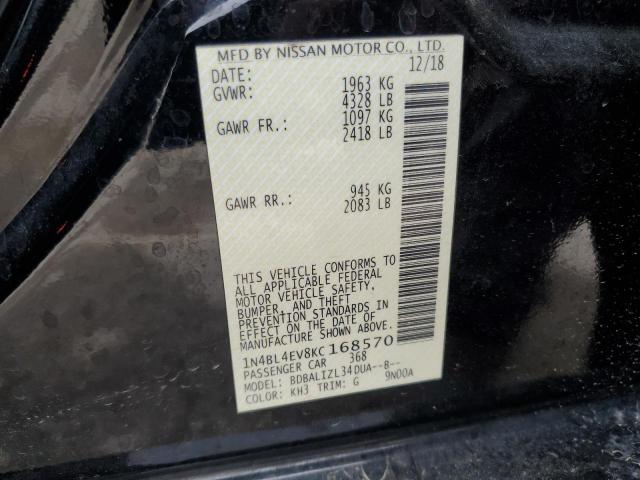 MFD BY NISSAN MOTOR CO., LTD.
DATE: 12/18
GVWR: 1963 KG
4328 LB
GAWR FR.: 1097 KG
2418 LB
GAWR RR.: 945 KG
2083 LB
THIS VEHICLE CONFORMS TO
ALL APPLICABLE FEDERAL
MOTOR VEHICLE SAFETY,
BUMPER, AND THEFT
PREVENTION STANDARDS IN
EFFECT ON THE DATE OF
MANUFACTURE SHOWN ABOVE.
1N4BL4EV8KC168570
PASSENGER CAR 368
MODEL: BDBALIZL34DUA--B--
COLOR: KH3 TRIM: G 9N00A